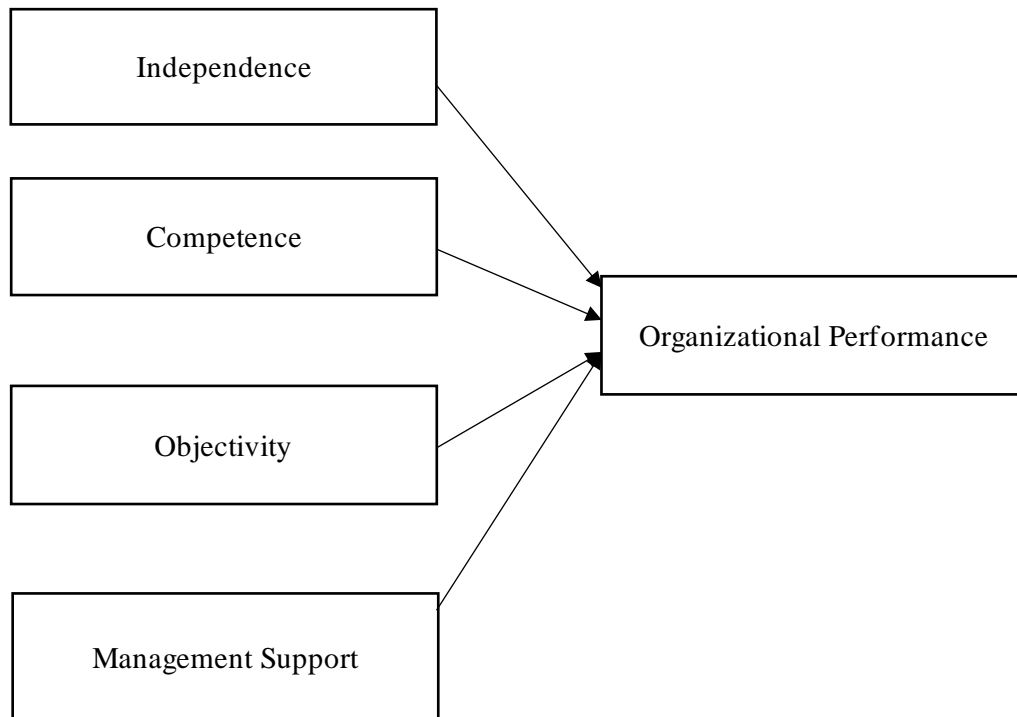 Independence
Competence
Organizational Performance
Objectivity
Management Support